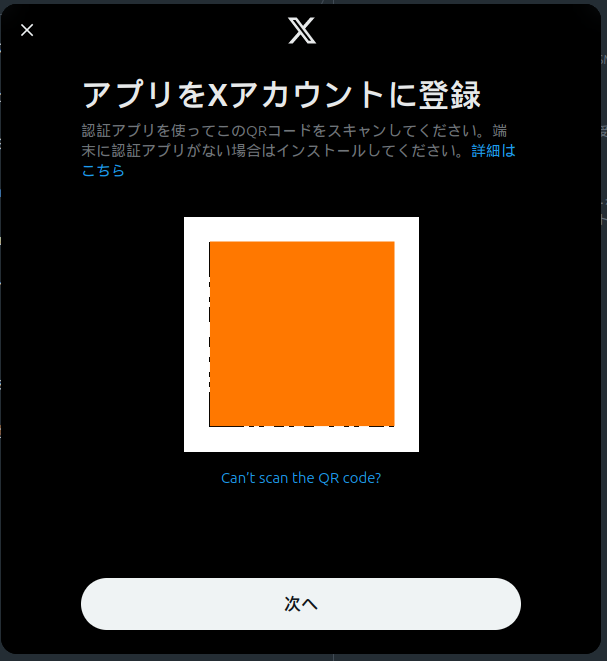 アプリをXアカウントに登録
認証アプリを使ってこのQRコードをスキャンしてください。端
末に認証アプリがない場合はインストールしてください。詳細は
こちら
Can't scan the QR code?
次へ